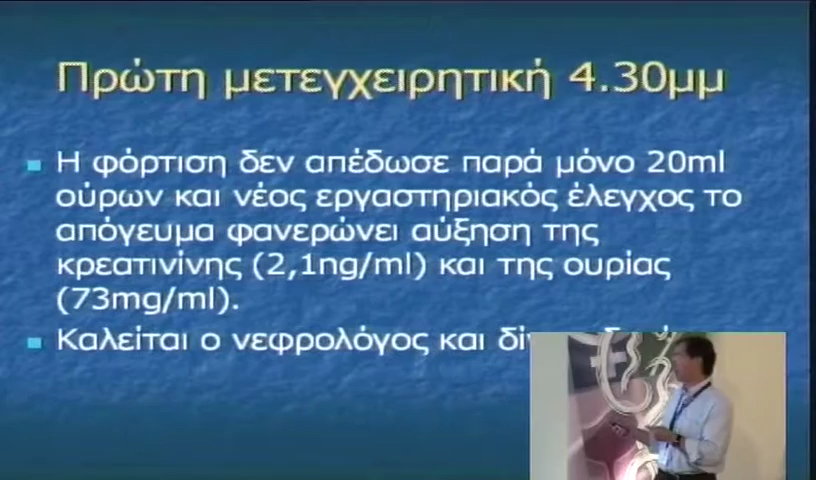 Πρώτη μετεγχειρητική 4.30μμ
Η φόρτιση δεν απέδωσε παρά μόνο 20ml
ούρων και νέος εργαστηριακός έλεγχος το
απόγευμα φανερώνει αύξηση της
κρεατινίνης (2,1ng/ml) και της ουρίας
(73mg/ml).
Καλείται ο νεφρολόγος και